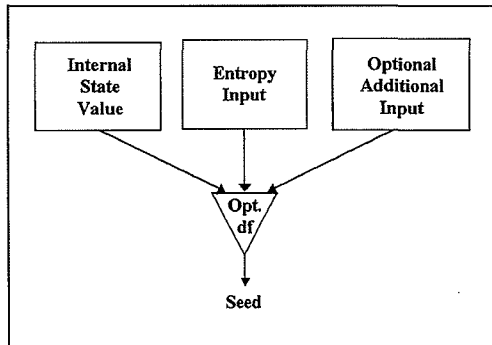 Internal
State
Value
Entropy
Input
Optional
Additional
Input
Opt.
df
Seed